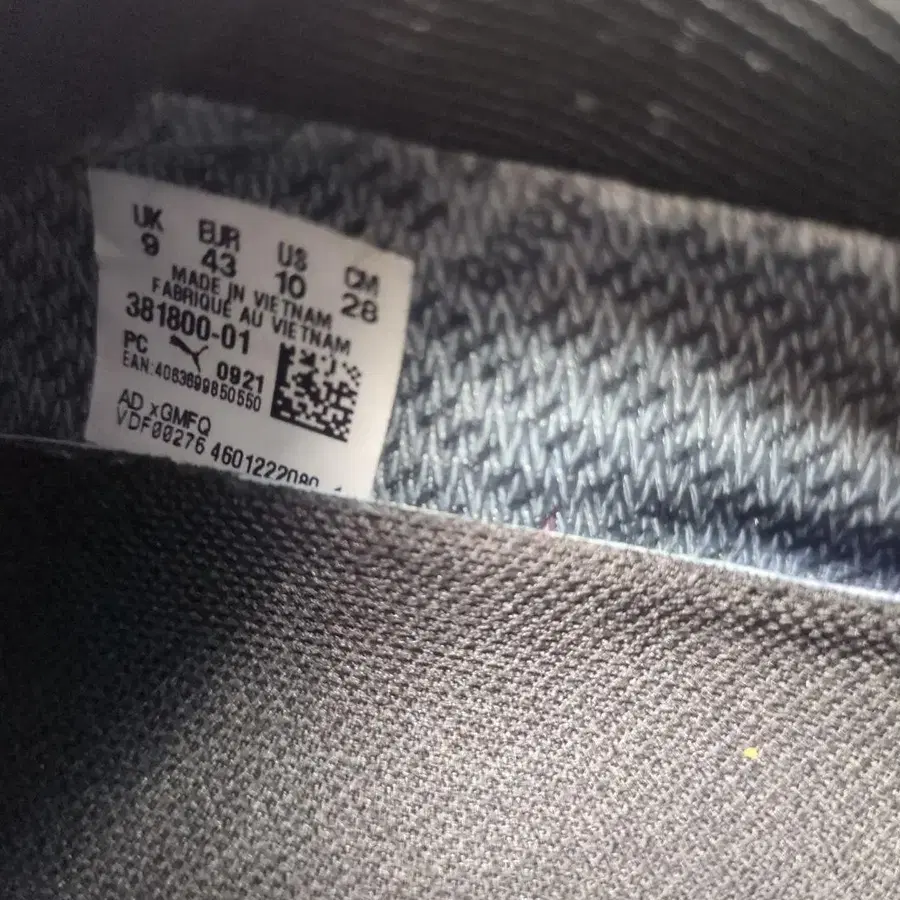 UK EUR US CM
9 43 10 28
MADE IN VIETNAM
FABRIQUE AU VIETNAM
381800-01
PC 0921
EAN:4063699850550
AD xGMFQ
VDF00276 4601222080